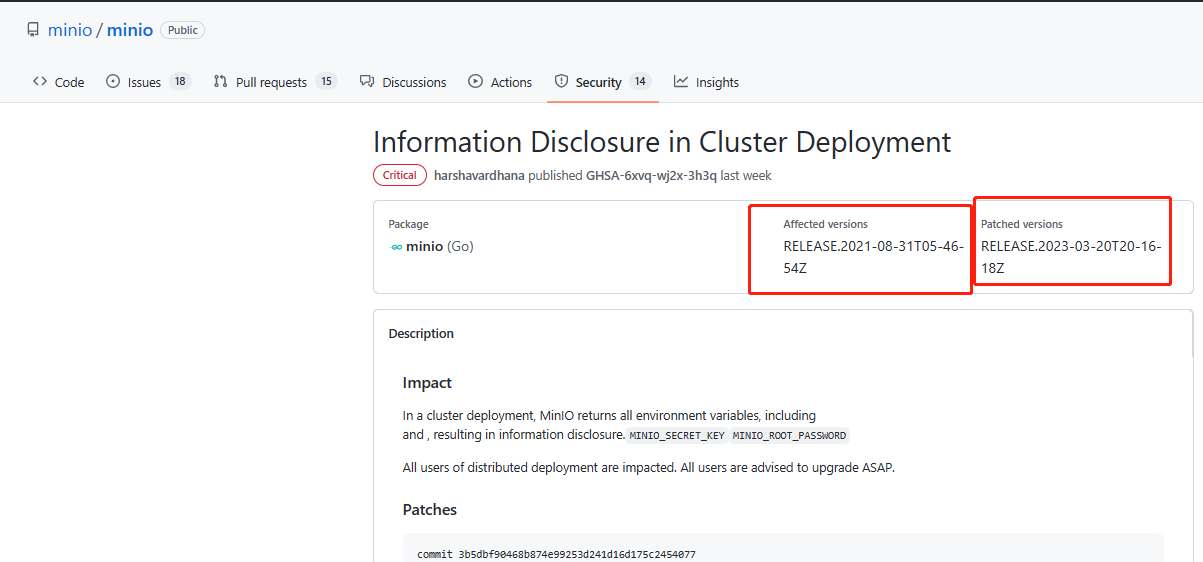 minio / minio Public
Code Issues 18 Pull requests 15 Discussions Actions Security 14 Insights
Information Disclosure in Cluster Deployment
Critical harshavardhana published GHSA-6xvq-wj2x-3h3q last week
Package
minio (Go)
Affected versions
RELEASE.2021-08-31T05-46-
54Z
Patched versions
RELEASE.2023-03-20T20-16-
18Z
Description
Impact
In a cluster deployment, MinIO returns all environment variables, including
and , resulting in information disclosure. MINIO_SECRET_KEY MINIO_ROOT_PASSWORD
All users of distributed deployment are impacted. All users are advised to upgrade ASAP.
Patches
commit 3b5dbf90468b874e99253d241d16d175c2454077